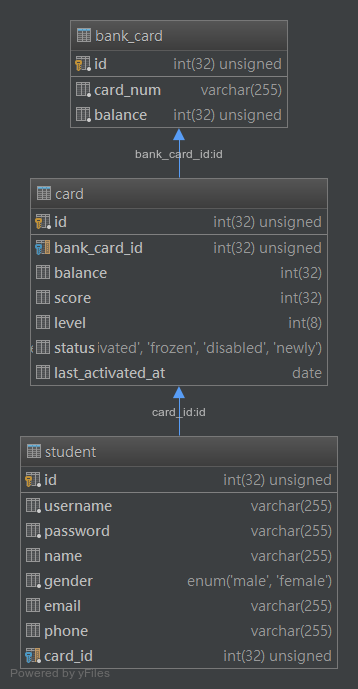 bank_card
id int(32) unsigned
card_num varchar(255)
balance int(32) unsigned
bank_card_id:id
card
id int(32) unsigned
bank_card_id int(32) unsigned
balance int(32)
score int(32)
level int(8)
status ivated', 'frozen', 'disabled', 'newly')
last_activated_at date
card_id:id
student
id int(32) unsigned
username varchar(255)
password varchar(255)
name varchar(255)
gender enum('male', 'female')
email varchar(255)
phone varchar(255)
card_id int(32) unsigned
Powered by yFiles